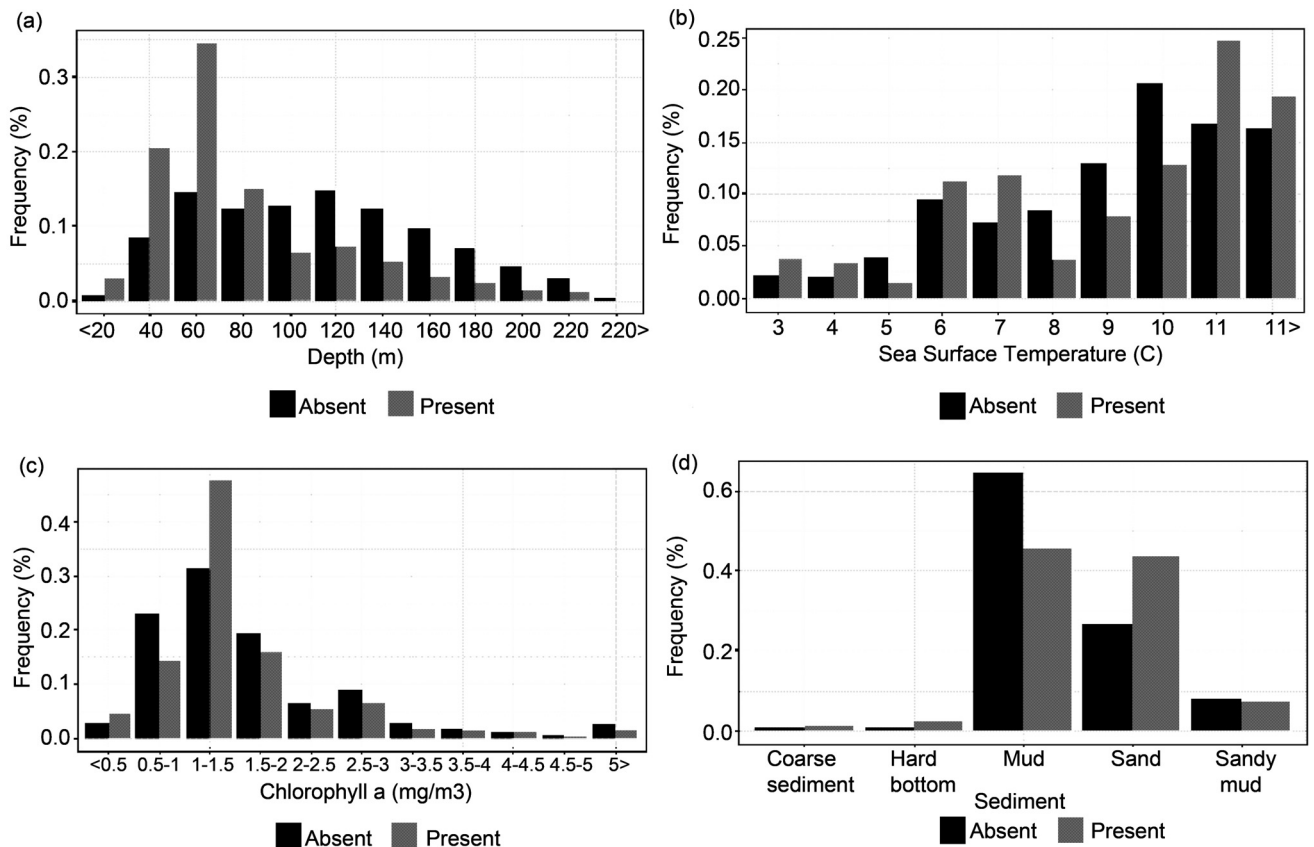 (a)
Frequency (%)
0.3
0.2
0.1
0.0
<20 40 60 80 100 120 140 160 180 200 220 220>
Depth (m)
Absent Present
(b)
Frequency (%)
0.25
0.20
0.15
0.10
0.05
0.00
3 4 5 6 7 8 9 10 11 11>
Sea Surface Temperature (C)
Absent Present
(c)
Frequency (%)
0.4
0.3
0.2
0.1
0.0
<0.5 0.5-1 1-1.5 1.5-2 2-2.5 2.5-3 3-3.5 3.5-4 4-4.5 4.5-5 5>
Chlorophyll a (mg/m3)
Absent Present
(d)
Frequency (%)
0.6
0.4
0.2
0.0
Coarse Hard Mud Sand Sandy
sediment bottom mud
Sediment
Absent Present